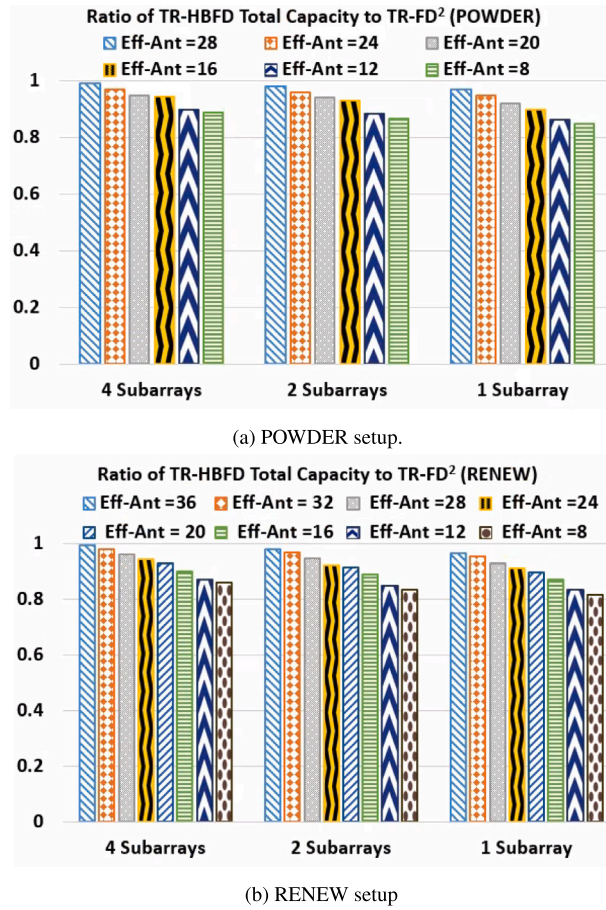 Ratio of TR-HBFD Total Capacity to TR-FD² (POWDER)
Eff-Ant =28 Eff-Ant =24 Eff-Ant =20
Eff-Ant =16 Eff-Ant =12 Eff-Ant =8
1
0.8
0.6
0.4
0.2
0
4 Subarrays 2 Subarrays 1 Subarray
(a) POWDER setup.
Ratio of TR-HBFD Total Capacity to TR-FD² (RENEW)
Eff-Ant =36 Eff-Ant = 32 Eff-Ant =28 Eff-Ant =24
Eff-Ant = 20 Eff-Ant =16 Eff-Ant =12 Eff-Ant =8
1
0.8
0.6
0.4
0.2
0
4 Subarrays 2 Subarrays 1 Subarray
(b) RENEW setup